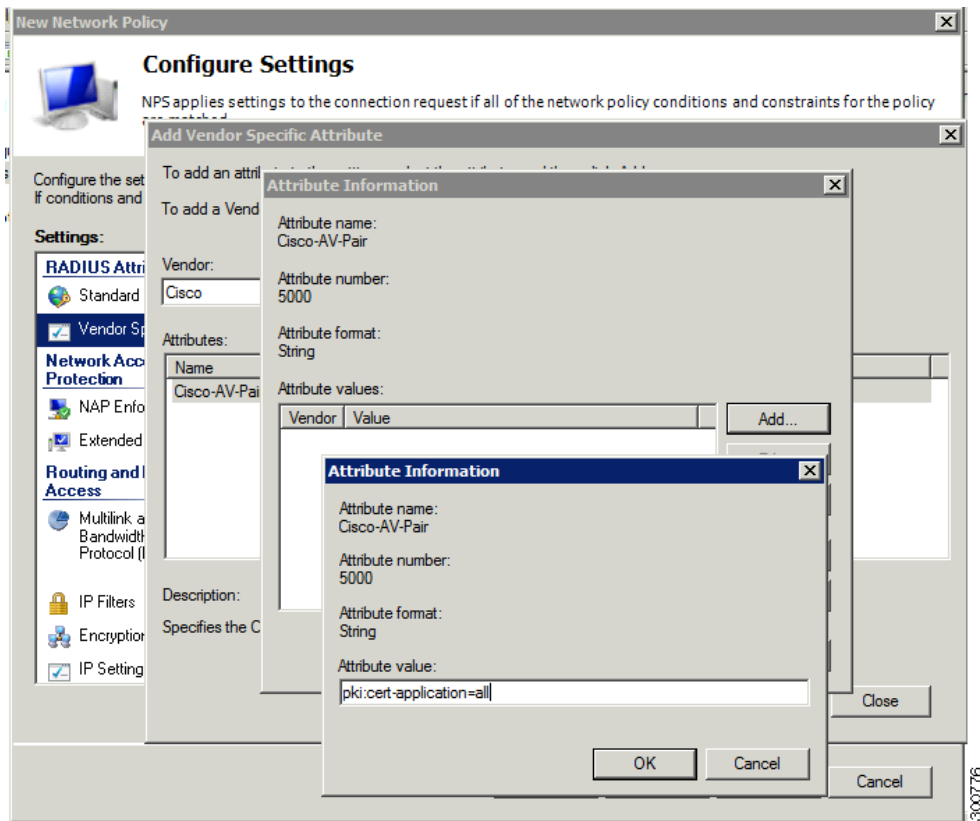 New Network Policy
Configure Settings
NPS applies settings to the connection request if all of the network policy conditions and constraints for the policy
Add Vendor Specific Attribute
To add an attri
Configure the set
If conditions and
To add a Vend
Settings:
RADIUS Attri
Standard
Vendor Sp
Network Acc
Protection
NAP Enfo
Extended
Routing and
Access
Multilink a
Bandwidth
Protocol (
IP Filters
Encryption
IP Setting
Vendor:
Cisco
Attributes:
Name
Cisco-AV-Pai
Description:
Specifies the C
Close
Cancel
Attribute Information
Attribute name:
Cisco-AV-Pair
Attribute number:
5000
Attribute format:
String
Attribute values:
Vendor
Value
Add...
Attribute Information
Attribute name:
Cisco-AV-Pair
Attribute number:
5000
Attribute format:
String
Attribute value:
pki:cert-application=all
OK
Cancel
300776